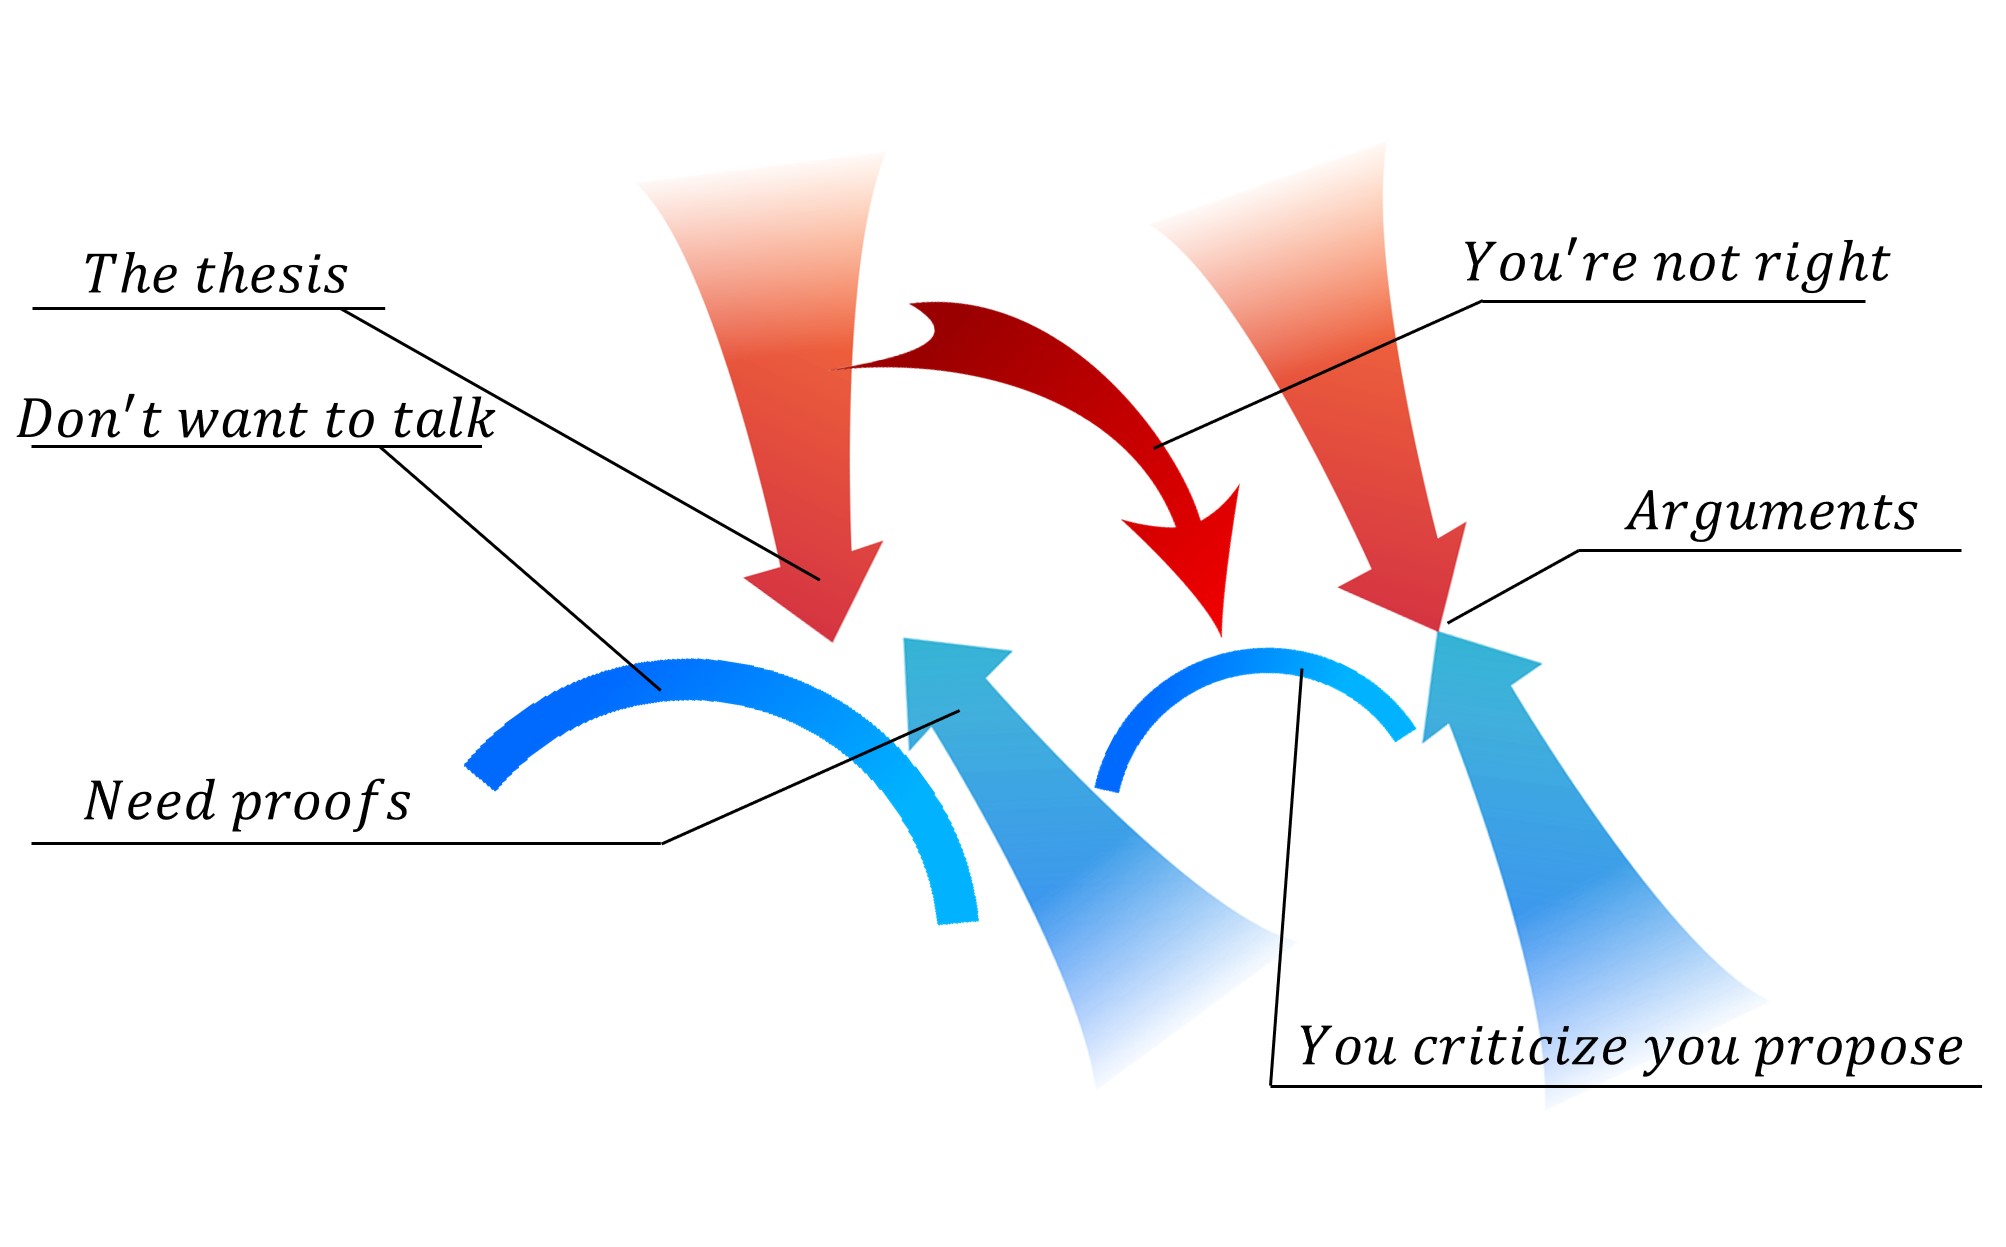 The thesis
You're not right
Don't want to talk
Arguments
Need proofs
You criticize you propose